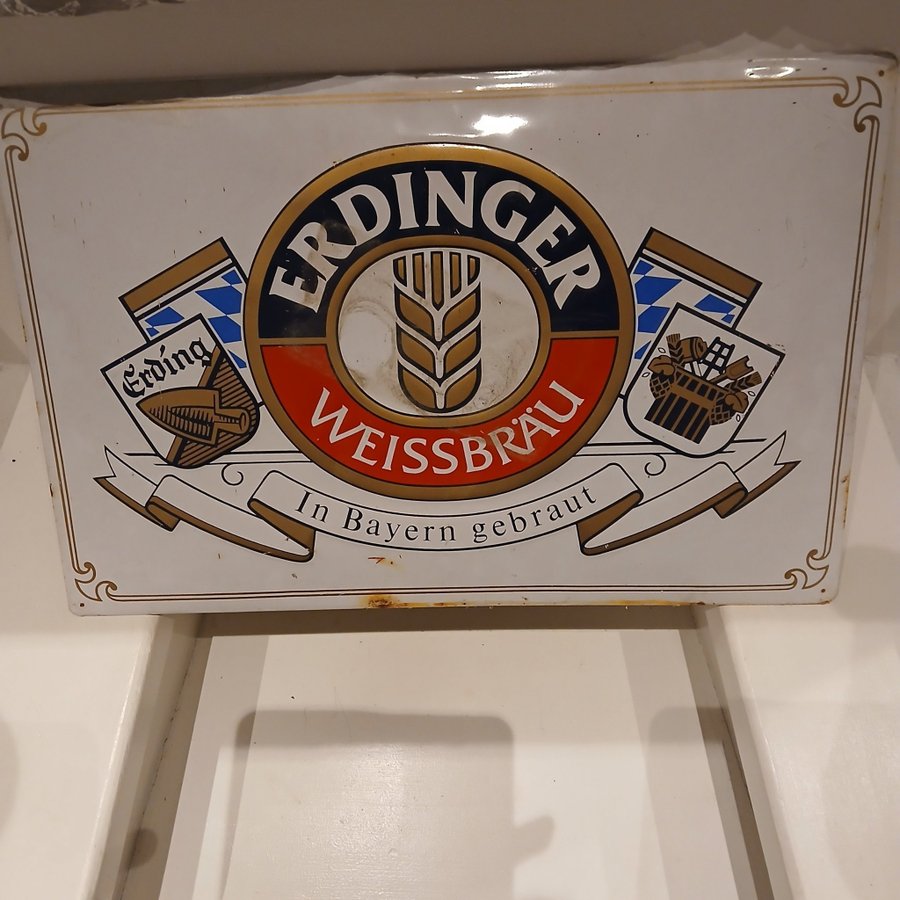 ERDINGER
Erding
WEISSBRÄU
In Bayern gebraut